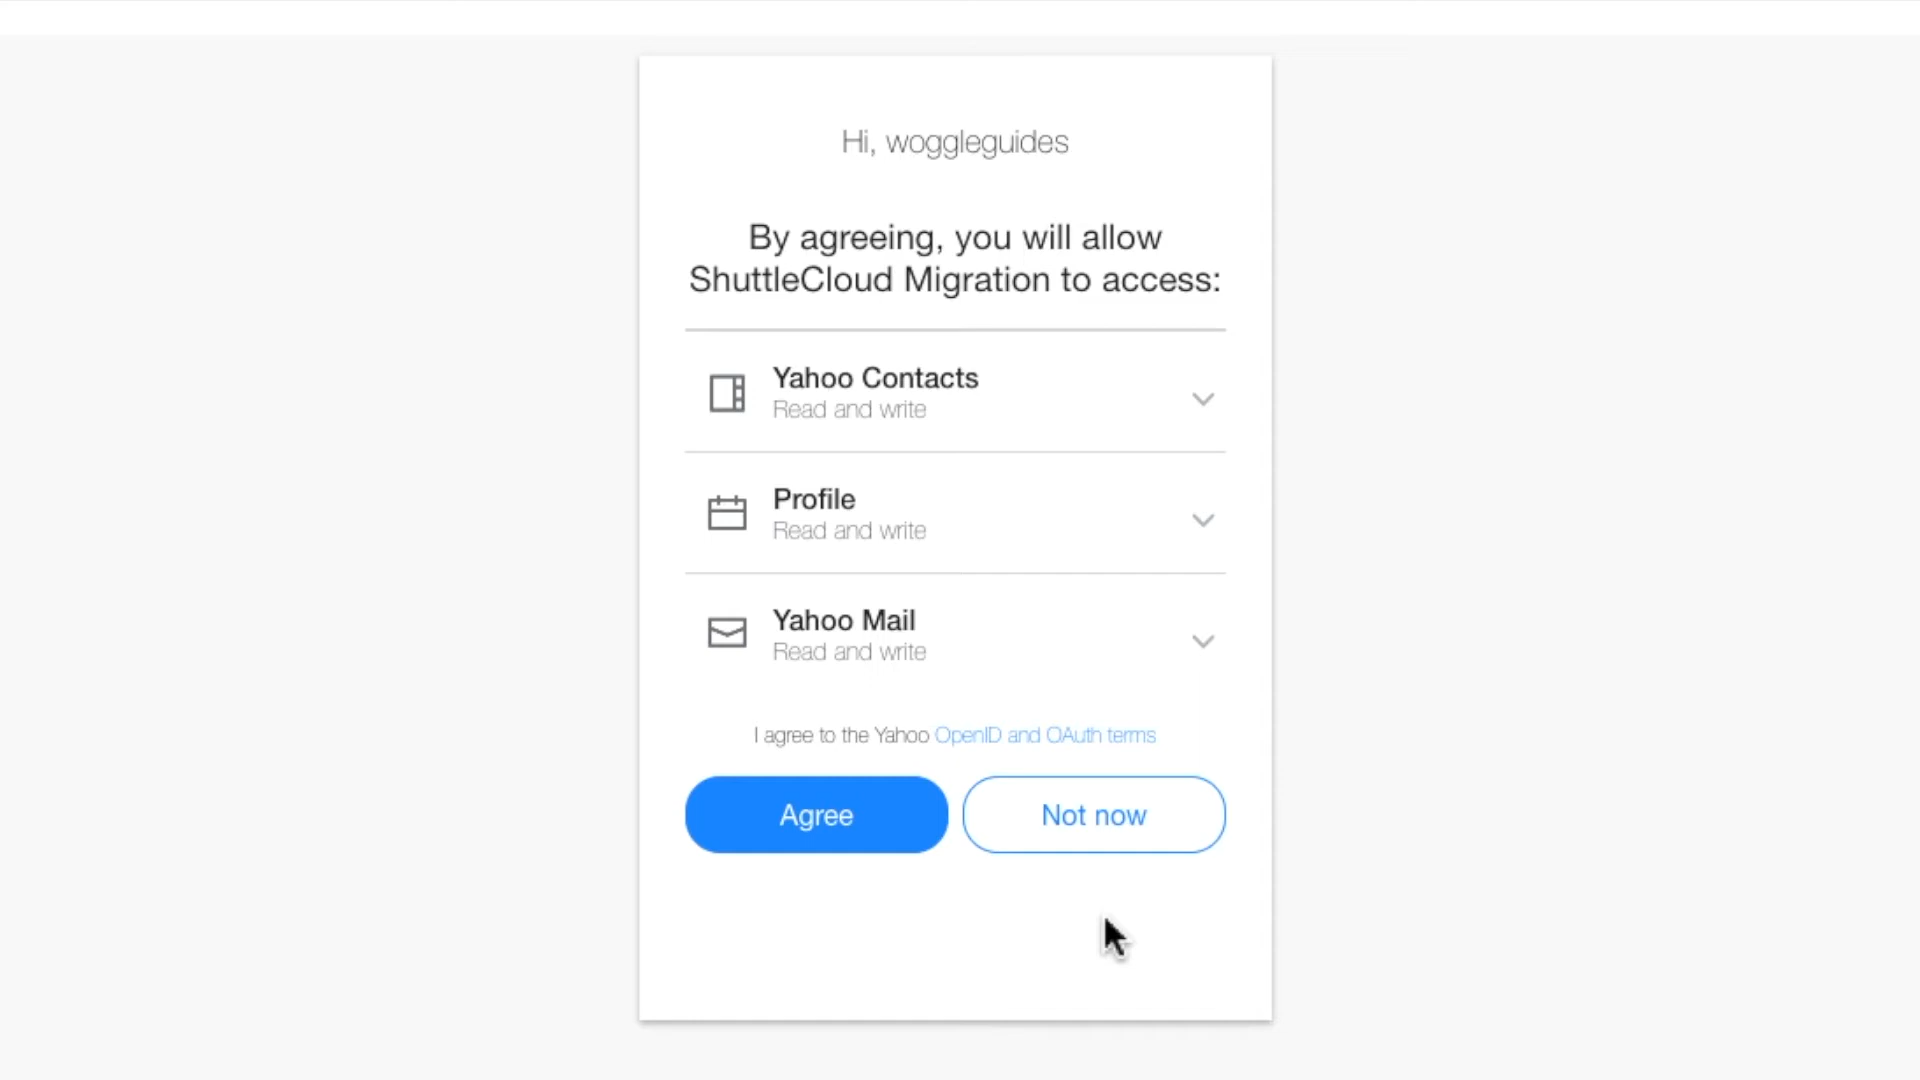 Hi, woggleguides
By agreeing, you will allow
ShuttleCloud Migration to access:
Yahoo Contacts
Read and write
Profile
Read and write
Yahoo Mail
Read and write
I agree to the Yahoo OpenID and OAuth terms
Agree
Not now